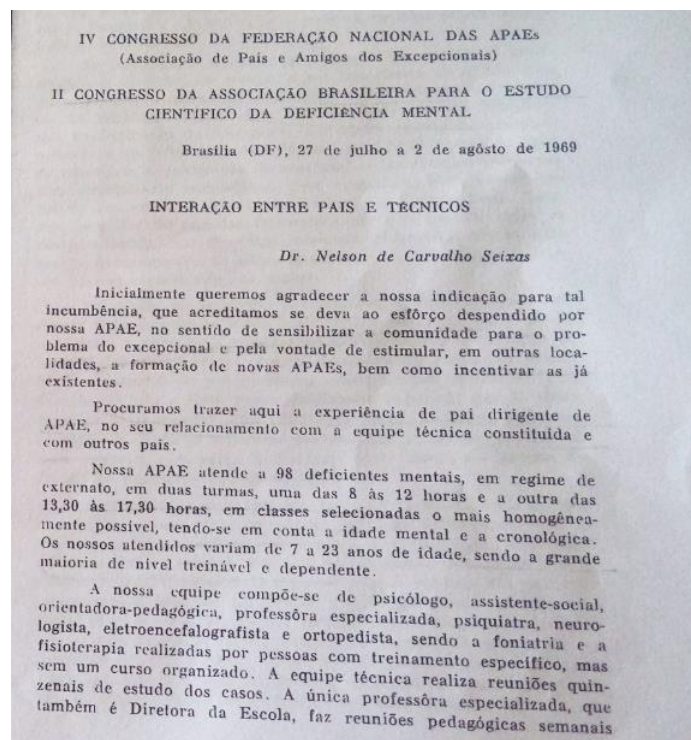 IV CONGRESSO DA FEDERAÇÃO NACIONAL DAS APAEs
(Associação de Pais e Amigos dos Excepcionais)
II CONGRESSO DA ASSOCIAÇÃO BRASILEIRA PARA O ESTUDO
CIENTÍFICO DA DEFICIÊNCIA MENTAL
Brasília (DF), 27 de julho a 2 de agôsto de 1969
INTERAÇÃO ENTRE PAIS E TÉCNICOS
Dr. Nelson de Carvalho Seixas
Inicialmente queremos agradecer a nossa indicação para tal
incumbência, que acreditamos se deva ao esfôrço despendido por
nossa APAE, no sentido de sensibilizar a comunidade para o pro-
blema do excepcional e pela vontade de estimular, em outras loca-
lidades, a formação de novas APAEs, bem como incentivar as já
existentes.
Procuramos trazer aqui a experiência de pai dirigente de
APAE, no seu relacionamento com a equipe técnica constituída e
com outros pais.
Nossa APAE atende a 98 deficientes mentais, em regime de
externato, em duas turmas, uma das 8 às 12 horas e a outra das
13,30 às 17,30 horas, em classes selecionadas o mais homogênea-
mente possível, tendo-se em conta a idade mental e a cronológica.
Os nossos atendidos variam de 7 a 23 anos de idade, sendo a grande
maioria de nível treinável e dependente.
A nossa equipe compõe-se de psicólogo, assistente-social,
orientadora-pedagógica, professôra especializada, psiquiatra, neuro-
logista, eletroencefalografista e ortopedista, sendo a foniatria e a
fisioterapia realizadas por pessoas com treinamento específico, mas
sem um curso organizado. A equipe técnica realiza reuniões quin-
zenais de estudo dos casos. A única professôra especializada, que
também é Diretora da Escola, faz reuniões pedagógicas semanais